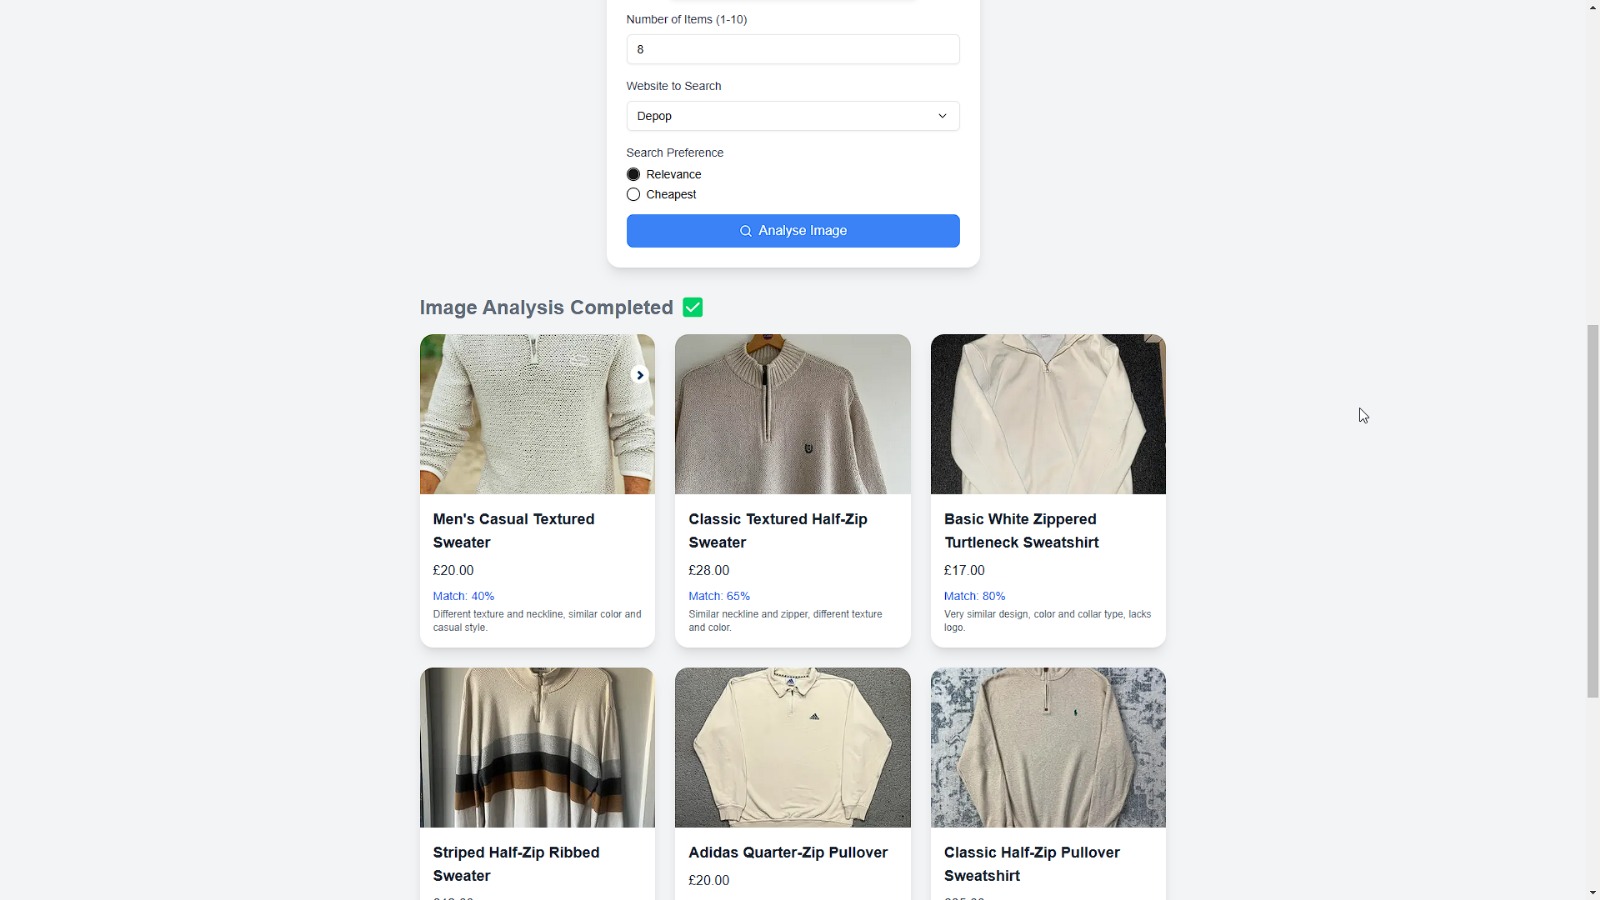 Number of Items (1-10)
8
Website to Search
Depop
Search Preference
Relevance
Cheapest
Analyse Image
Image Analysis Completed
Men's Casual Textured
Sweater
£20.00
Match: 40%
Different texture and neckline, similar color and
casual style.
Classic Textured Half-Zip
Sweater
£28.00
Match: 65%
Similar neckline and zipper, different texture
and color.
Basic White Zippered
Turtleneck Sweatshirt
£17.00
Match: 80%
Very similar design, color and collar type, lacks
logo.
Striped Half-Zip Ribbed
Sweater
Adidas Quarter-Zip Pullover
£20.00
Classic Half-Zip Pullover
Sweatshirt